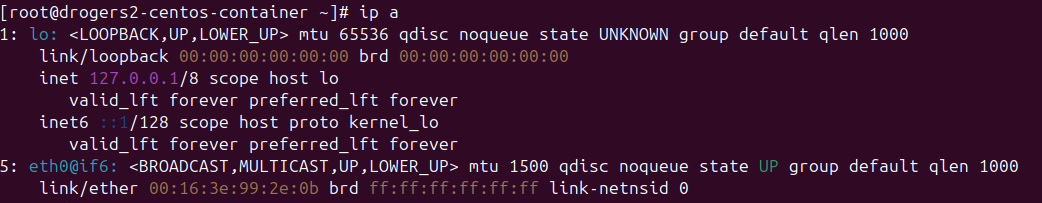 [root@drogers2-centos-container ~]# ip a
1: lo: <LOOPBACK,UP,LOWER_UP> mtu 65536 qdisc noqueue state UNKNOWN group default qlen 1000
    link/loopback 00:00:00:00:00:00 brd 00:00:00:00:00:00
    inet 127.0.0.1/8 scope host lo
       valid_lft forever preferred_lft forever
    inet6 ::1/128 scope host proto kernel_lo
       valid_lft forever preferred_lft forever
5: eth0@if6: <BROADCAST,MULTICAST,UP,LOWER_UP> mtu 1500 qdisc noqueue state UP group default qlen 1000
    link/ether 00:16:3e:99:2e:0b brd ff:ff:ff:ff:ff:ff link-netnsid 0